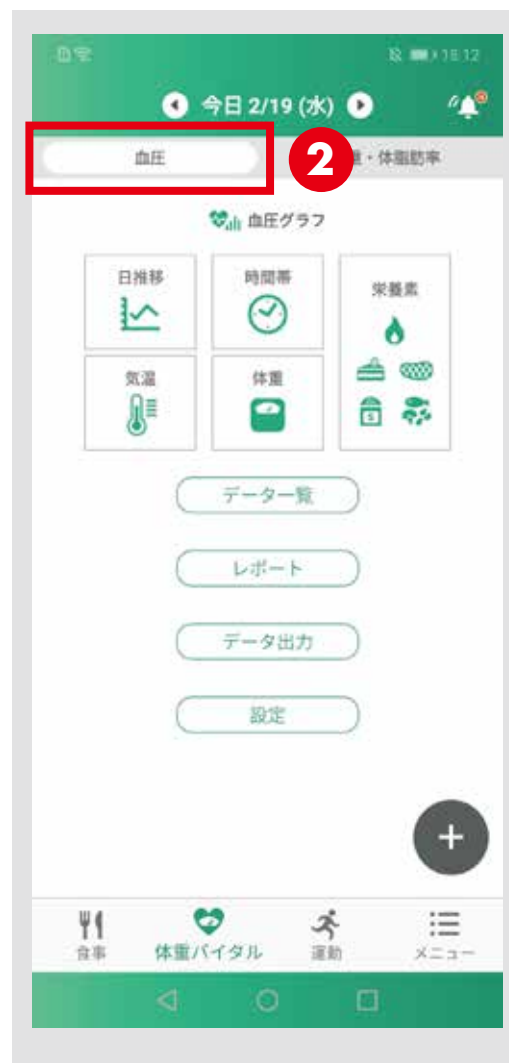 15:12
今日 2/19 (水)
血圧
2
・体脂肪率
血圧グラフ
日推移
時間帯
栄養素
気温
体重
S
データ一覧
レポート
データ出力
設定
+
食事
体重バイタル
運動
メニュー